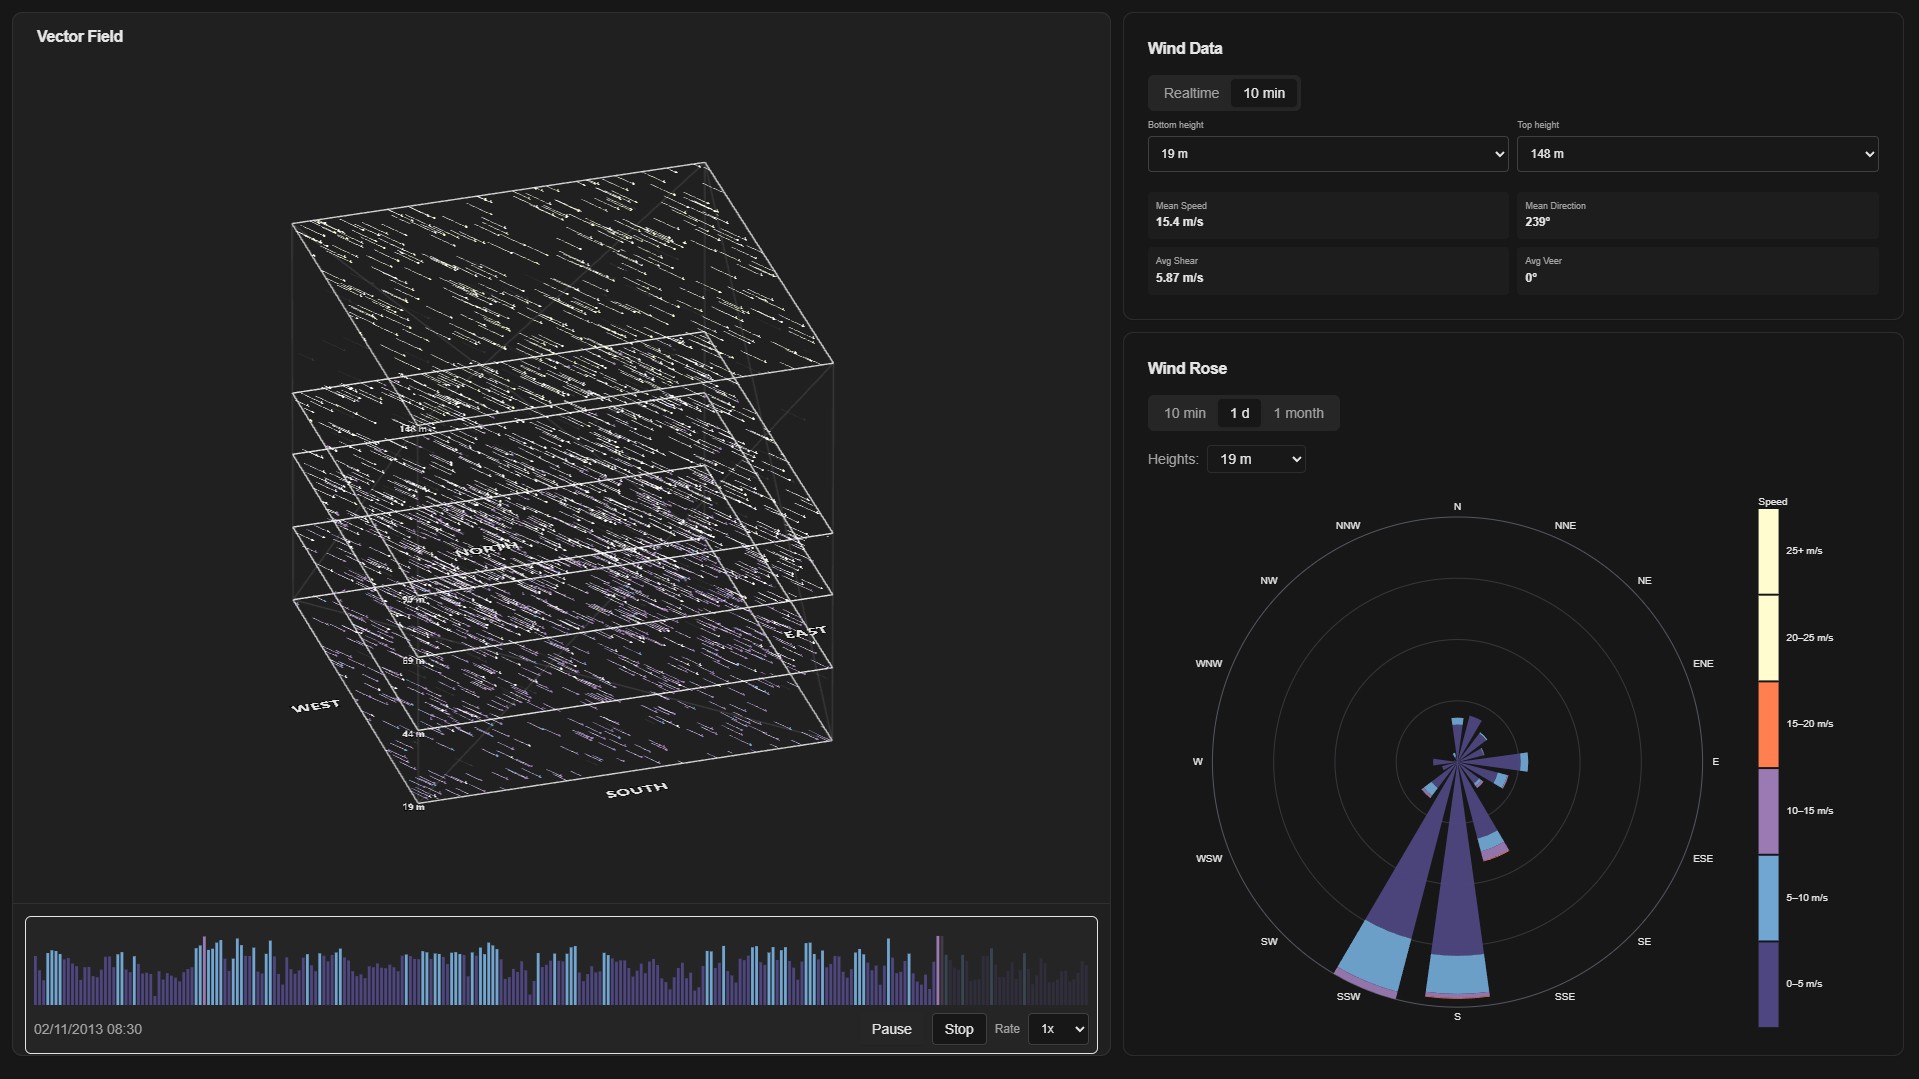 Vector Field
148 m
NORTH
99 m
EAST
69 m
WEST
44 m
SOUTH
19 m
02/11/2013 08:30
Pause
Stop
Rate
1x
Wind Data
Realtime
10 min
Bottom height
Top height
19 m
148 m
Mean Speed
15.4 m/s
Mean Direction
239°
Avg Shear
5.87 m/s
Avg Veer
0°
Wind Rose
10 min
1 d
1 month
Heights:
19 m
N
NNE
NE
ENE
E
ESE
SE
SSE
S
SSW
SW
WSW
W
WNW
NW
NNW
Speed
25+ m/s
20–25 m/s
15–20 m/s
10–15 m/s
5–10 m/s
0–5 m/s